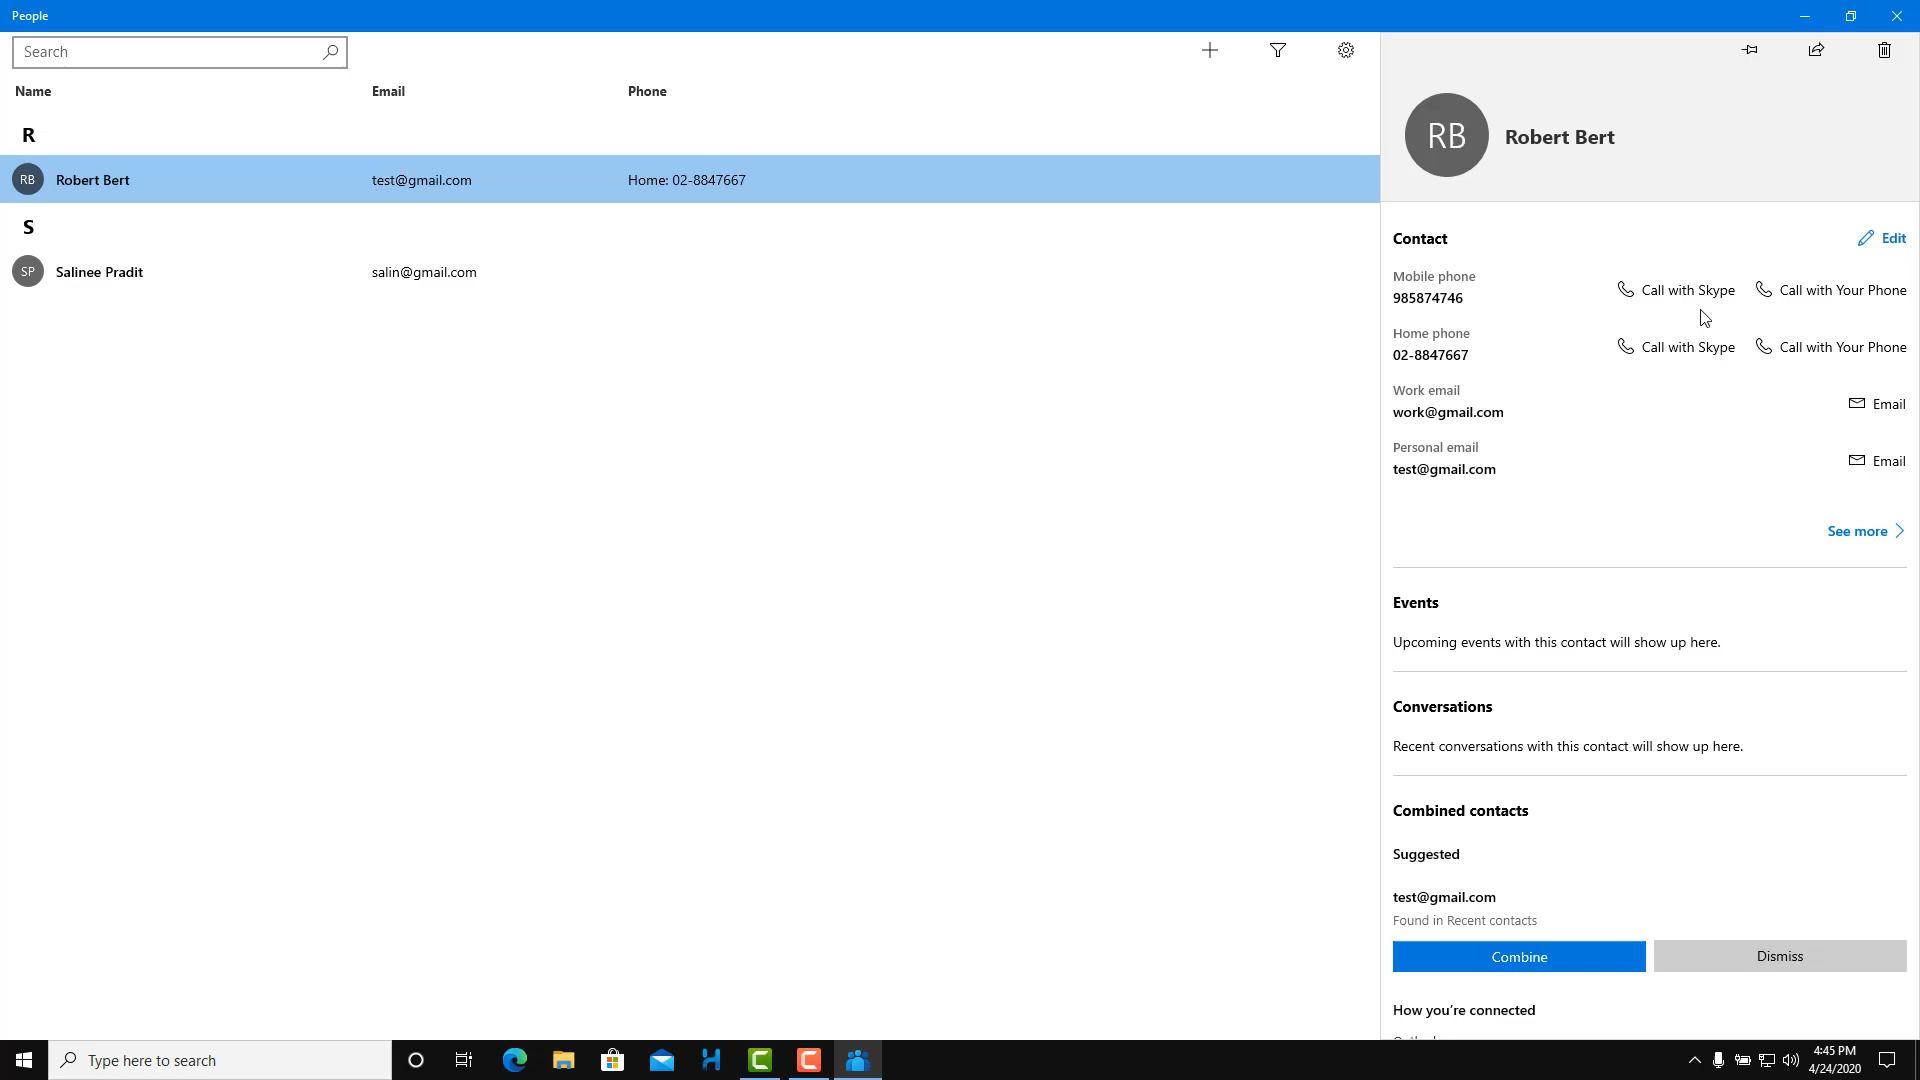 People
Search
Name Email Phone
R
RB Robert Bert test@gmail.com Home: 02-8847667
S
SP Salinee Pradit salin@gmail.com
RB Robert Bert
Contact Edit
Mobile phone
985874746 Call with Skype Call with Your Phone
Home phone
02-8847667 Call with Skype Call with Your Phone
Work email
work@gmail.com Email
Personal email
test@gmail.com Email
See more
Events
Upcoming events with this contact will show up here.
Conversations
Recent conversations with this contact will show up here.
Combined contacts
Suggested
test@gmail.com
Found in Recent contacts
Combine Dismiss
How you're connected
Type here to search
4:45 PM
4/24/2020